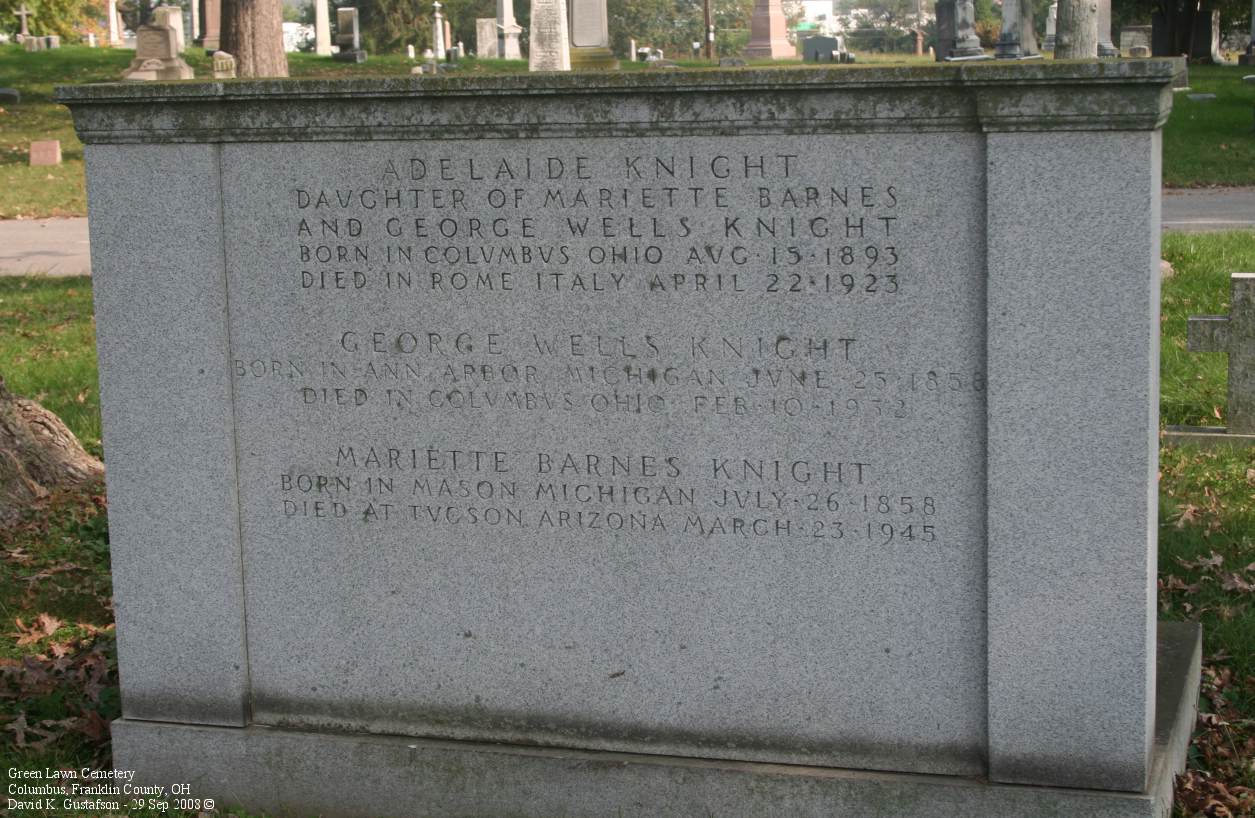 ADELAIDE KNIGHT
DAVGHTER OF MARIETTE BARNES
AND GEORGE WELLS KNIGHT
BORN IN COLVMBVS OHIO AVG·15·1893
DIED IN ROME ITALY APRIL 22·1923
GEORGE WELLS KNIGHT
BORN IN ANN ARBOR MICHIGAN JVNE·25·1858
DIED IN COLVMBVS OHIO FEB·10·1932
MARIETTE BARNES KNIGHT
BORN IN MASON MICHIGAN JVLY·26·1858
DIED AT TVCSON ARIZONA MARCH·23·1945
Green Lawn Cemetery
Columbus, Franklin County, OH
David K. Gustafson - 29 Sep 2008 ©